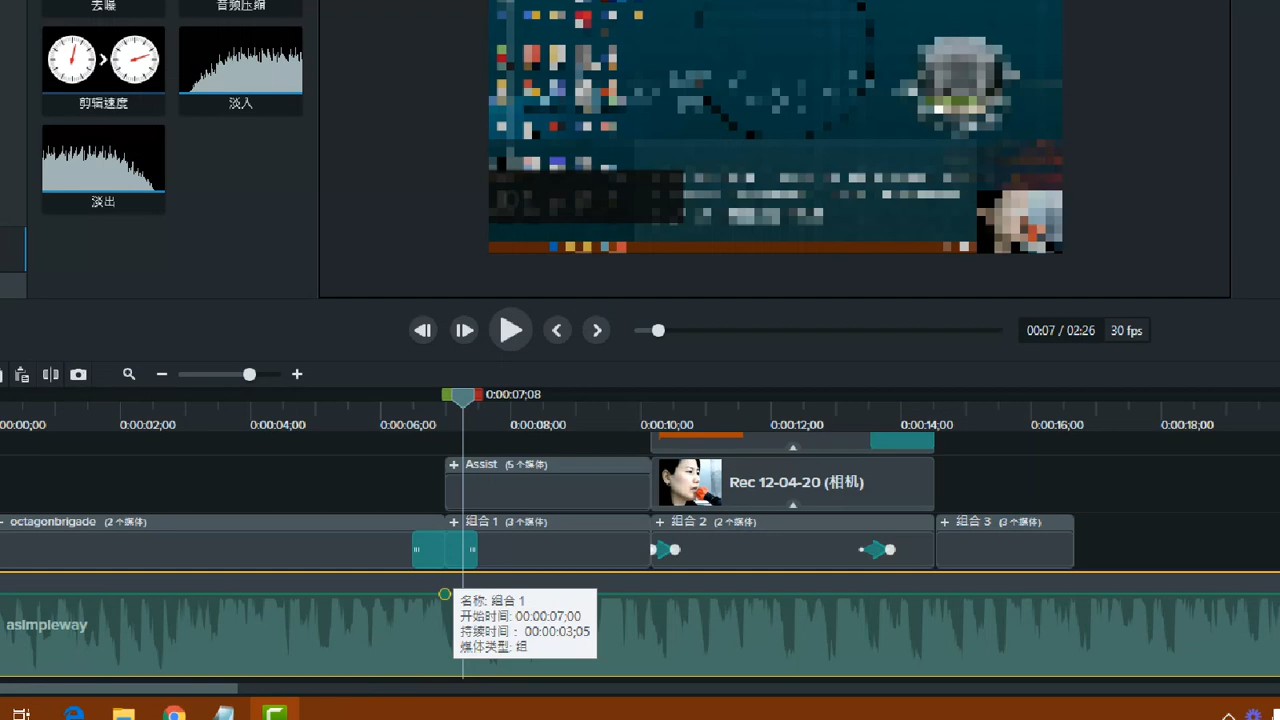 去噪
音频压缩
剪辑速度
淡入
淡出
00:07 / 02:26
30 fps
0:00:07;08
0:00:00;00
0:00:02;00
0:00:04;00
0:00:06;00
0:00:08;00
0:00:10;00
0:00:12;00
0:00:14;00
0:00:16;00
0:00:18;00
Assist (5 个媒体)
Rec 12-04-20 (相机)
octagonbrigade (2 个媒体)
组合 1 (3 个媒体)
组合 2 (2 个媒体)
组合 3 (3 个媒体)
名称: 组合 1
开始时间: 00:00:07;00
持续时间： 00:00:03;05
媒体类型: 组
asimpleway